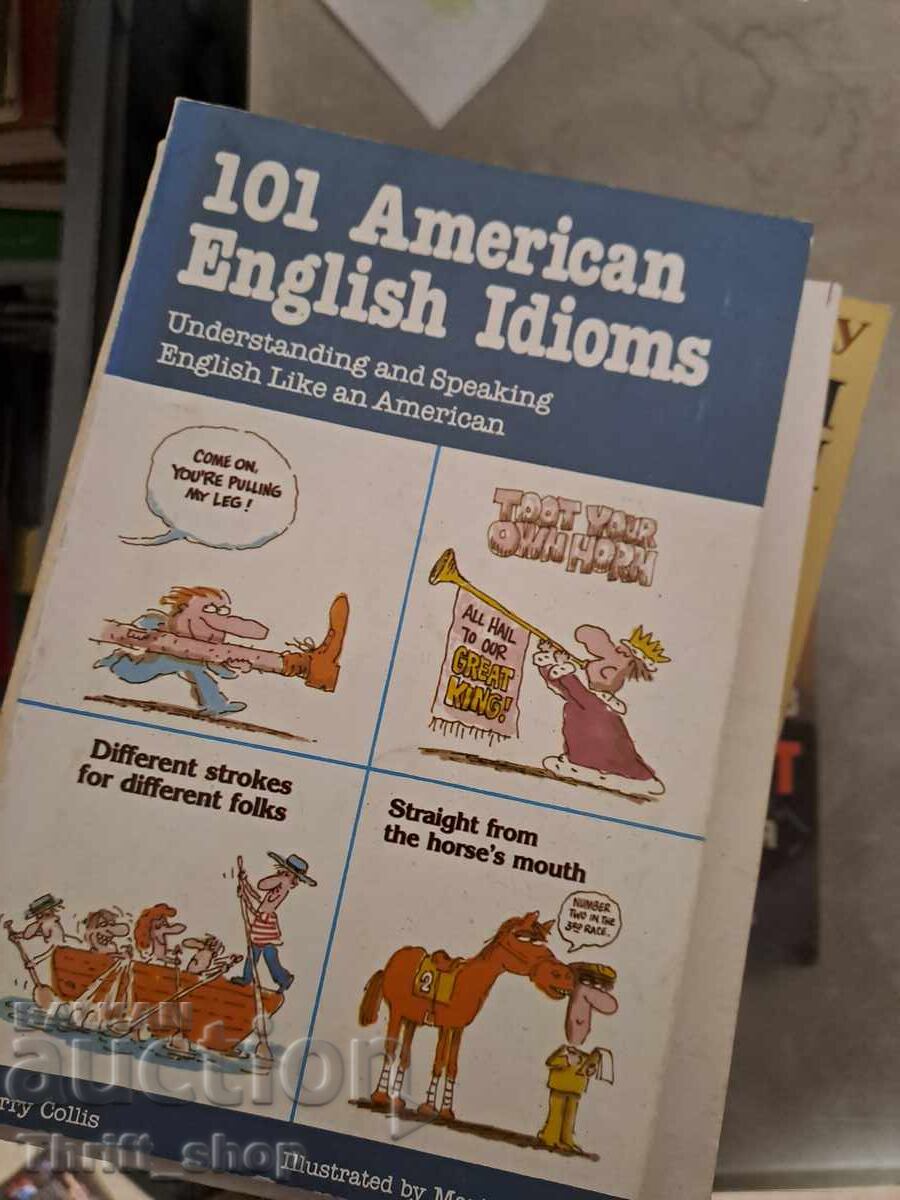 101 American
English Idioms
Understanding and Speaking
English Like an American
COME ON,
YOU'RE PULLING
MY LEG!
TOOT YOUR
OWN HORN
ALL HAIL
TO OUR
GREAT
KING!
Different strokes
for different folks
Straight from
the horse's mouth
NUMBER
TWO IN THE
3RD RACE.
2
BALKAN
auction
rry Collis
thrift_shop
Illustrated by
y